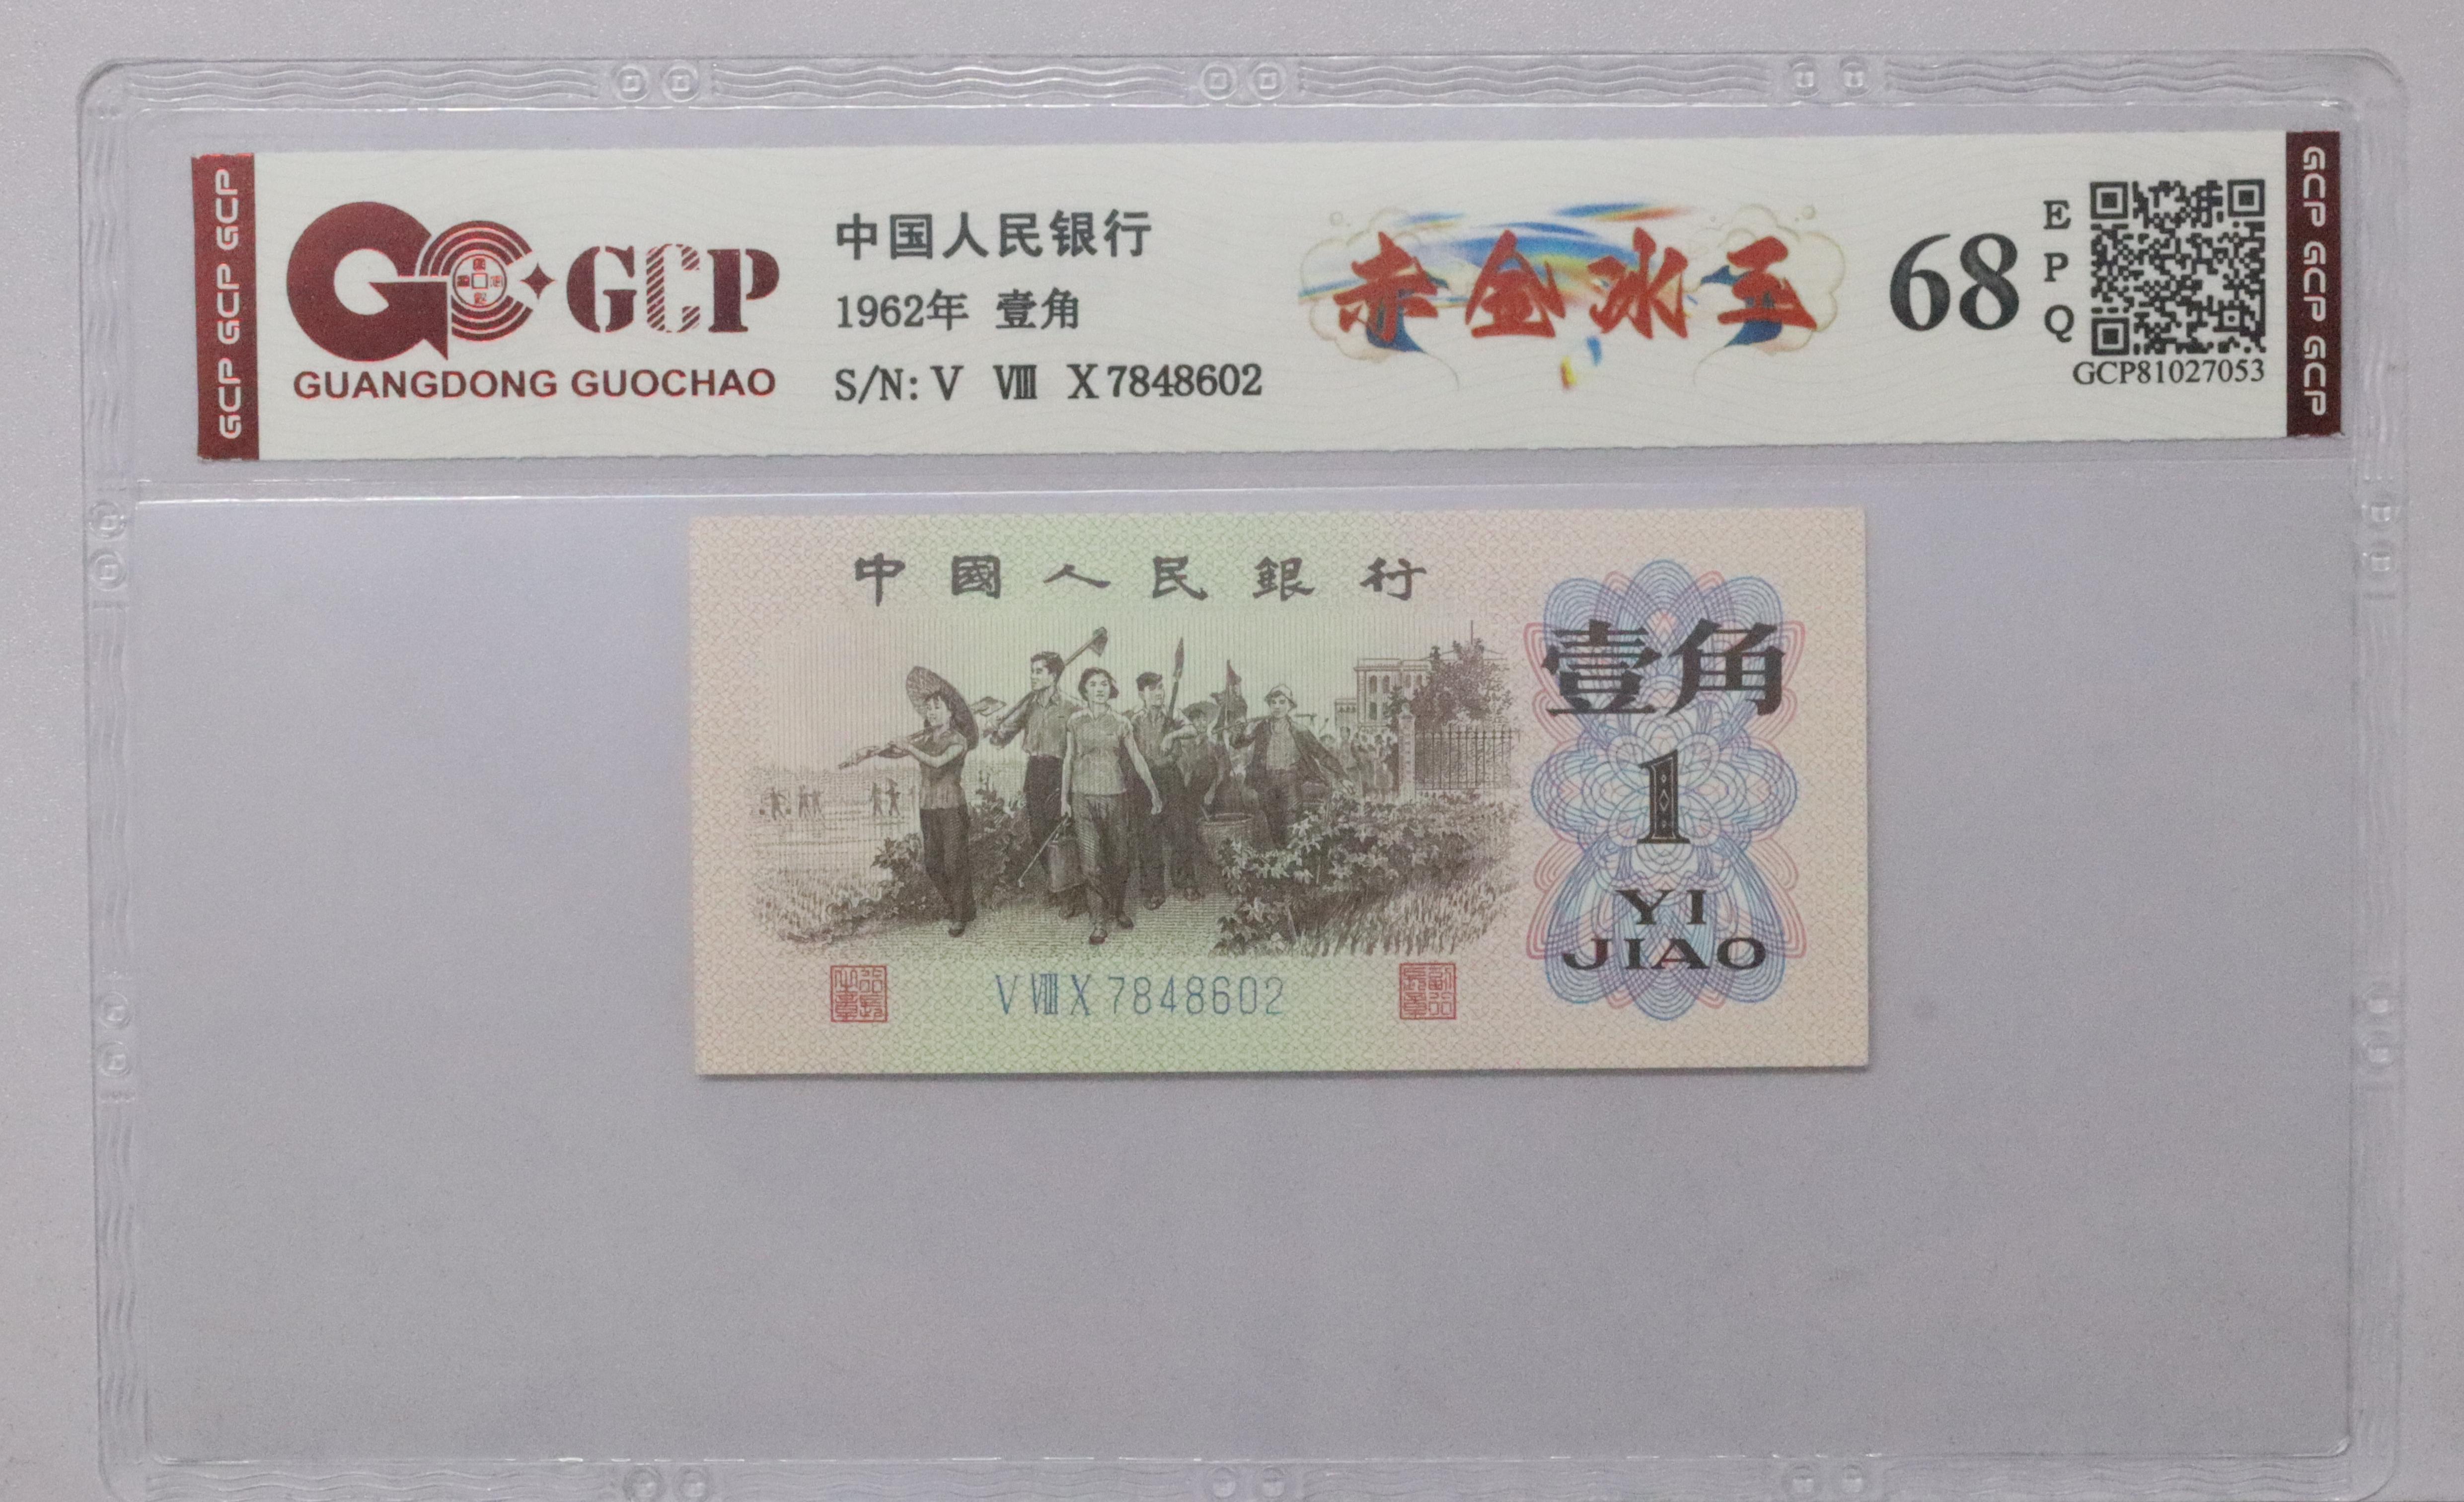 GCP GCP GCP
GCP
GUANGDONG GUOCHAO
中国人民银行
1962年 壹角
S/N: V Ⅷ X 7848602
赤金冰玉
68
EPQ
GCP81027053
GCP GCP GCP
中國人民銀行
壹角
1
YI
JIAO
V Ⅷ X 7848602